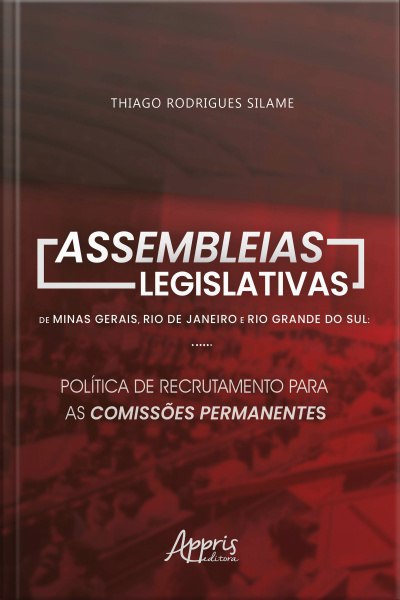 THIAGO RODRIGUES SILAME
ASSEMBLEIAS
LEGISLATIVAS
DE MINAS GERAIS, RIO DE JANEIRO E RIO GRANDE DO SUL:
POLÍTICA DE RECRUTAMENTO PARA
AS COMISSÕES PERMANENTES
Appris
editora